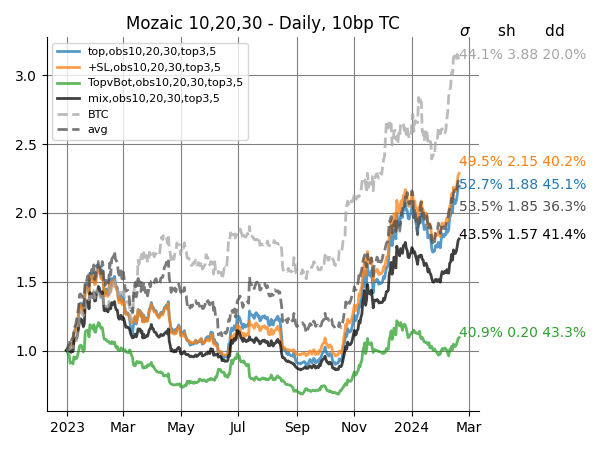 Mozaic 10,20,30 - Daily, 10bp TC
σ sh dd
top,obs10,20,30,top3,5
+SL,obs10,20,30,top3,5
TopvBot,obs10,20,30,top3,5
mix,obs10,20,30,top3,5
BTC
avg
44.1% 3.88 20.0%
49.5% 2.15 40.2%
52.7% 1.88 45.1%
53.5% 1.85 36.3%
43.5% 1.57 41.4%
40.9% 0.20 43.3%
3.0
2.5
2.0
1.5
1.0
2023 Mar May Jul Sep Nov 2024 Mar